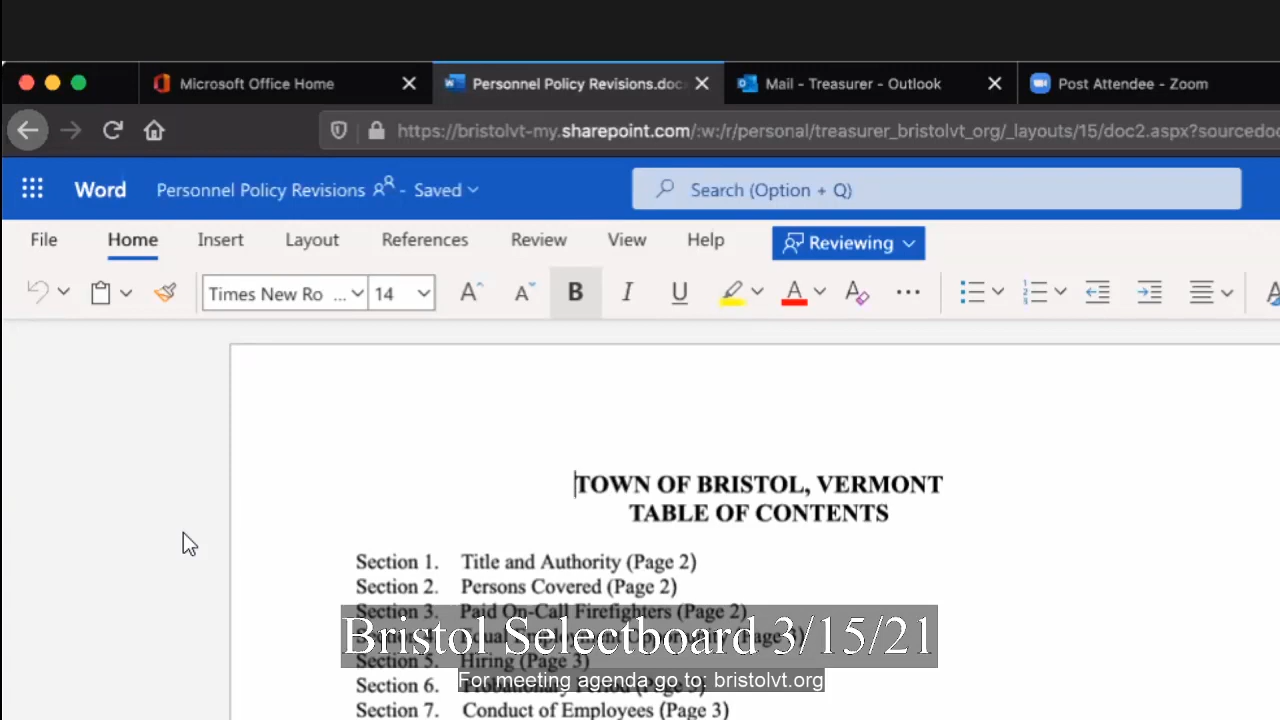 Microsoft Office Home
Personnel Policy Revisions.doc
Mail - Treasurer - Outlook
Post Attendee - Zoom
https://bristolvt-my.sharepoint.com/:w:/r/personal/treasurer_bristolvt_org/_layouts/15/doc2.aspx?sourcedoc
Word
Personnel Policy Revisions - Saved
Search (Option + Q)
File
Home
Insert
Layout
References
Review
View
Help
Reviewing
Times New Ro ...
14
B
I
U
TOWN OF BRISTOL, VERMONT
TABLE OF CONTENTS
Section 1. Title and Authority (Page 2)
Section 2. Persons Covered (Page 2)
Section 3. Paid On-Call Firefighters (Page 2)
Bristol Selectboard 3/15/21
Section 5. Hiring (Page 3)
For meeting agenda go to: bristolvt.org
Section 6. Probationary Period (Page 3)
Section 7. Conduct of Employees (Page 3)